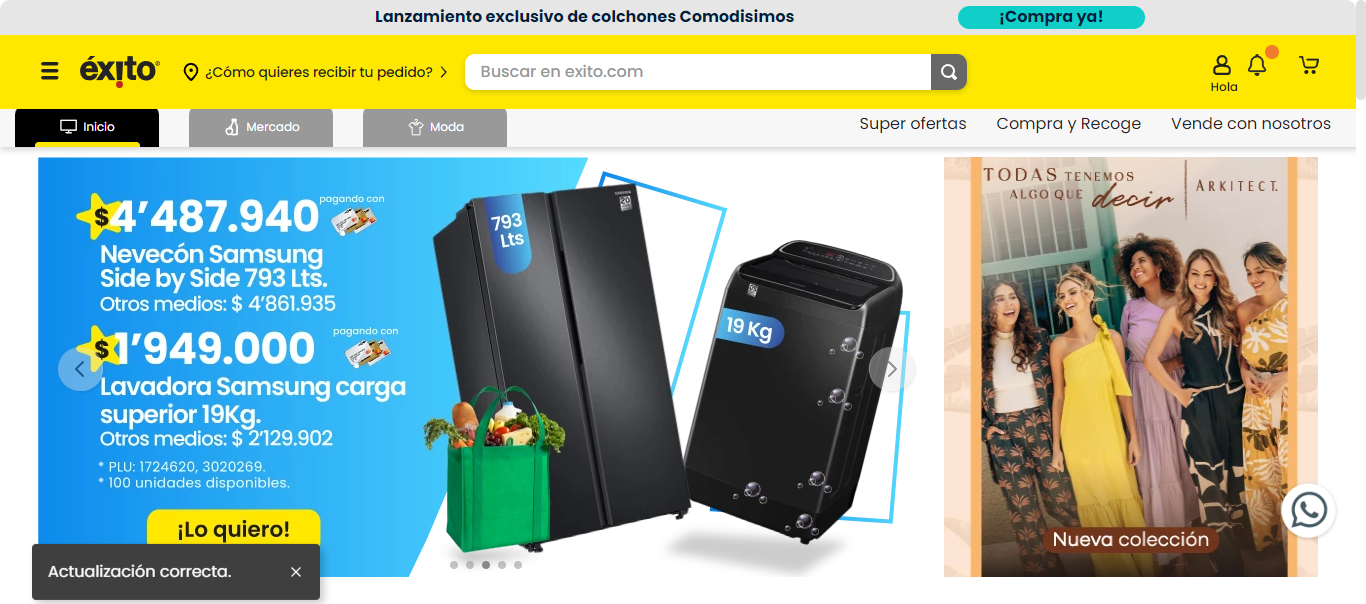 Lanzamiento exclusivo de colchones Comodisimos
¡Compra ya!
éxito
¿Cómo quieres recibir tu pedido?
Buscar en exito.com
Hola
Inicio
Mercado
Moda
Super ofertas
Compra y Recoge
Vende con nosotros
$4’487.940
pagando con
Nevecón Samsung
Side by Side 793 Lts.
Otros medios: $ 4’861.935
$1’949.000
pagando con
Lavadora Samsung carga
superior 19Kg.
Otros medios: $ 2’129.902
* PLU: 1724620, 3020269.
* 100 unidades disponibles.
¡Lo quiero!
793
Lts
SAMSUNG
20
19 Kg
TODAS TENEMOS
ALGO QUE decir
ARKITECT.
Nueva colección
Actualización correcta.